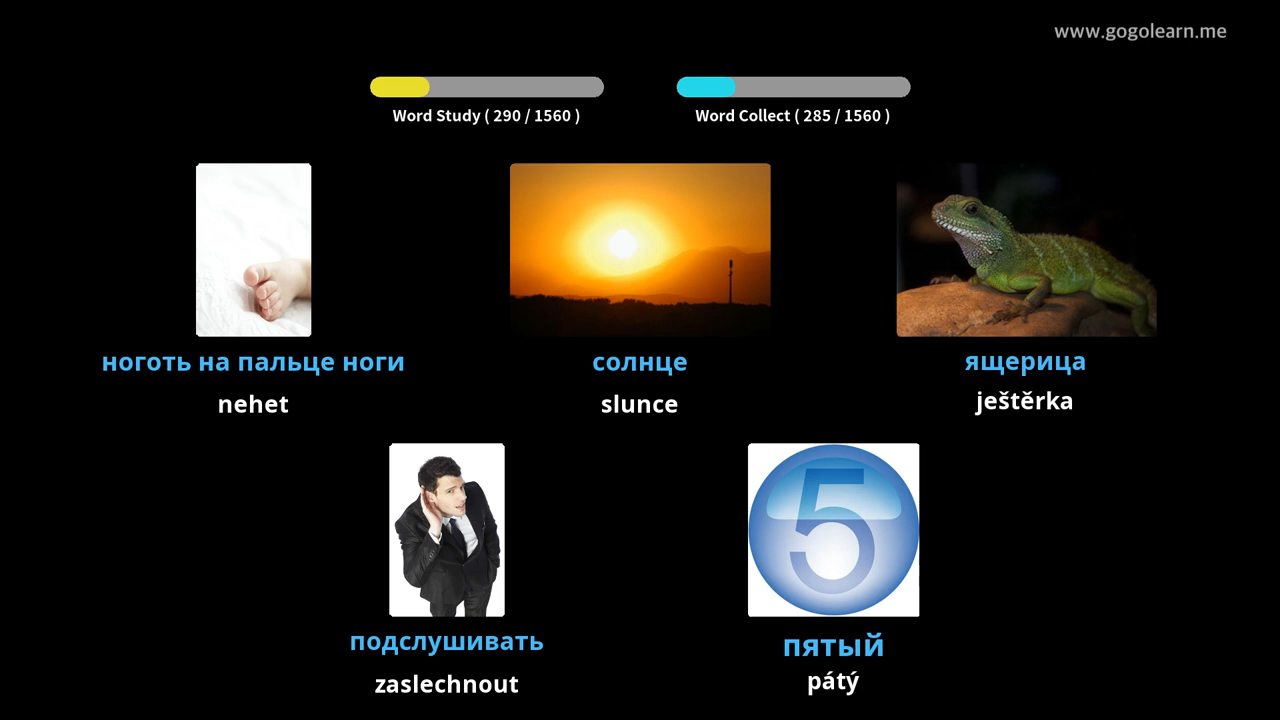 www.gogolearn.me
Word Study ( 290 / 1560 )
Word Collect ( 285 / 1560 )
ноготь на пальце ноги
nehet
солнце
slunce
ящерица
ještěrka
подслушивать
zaslechnout
5
пятый
pátý